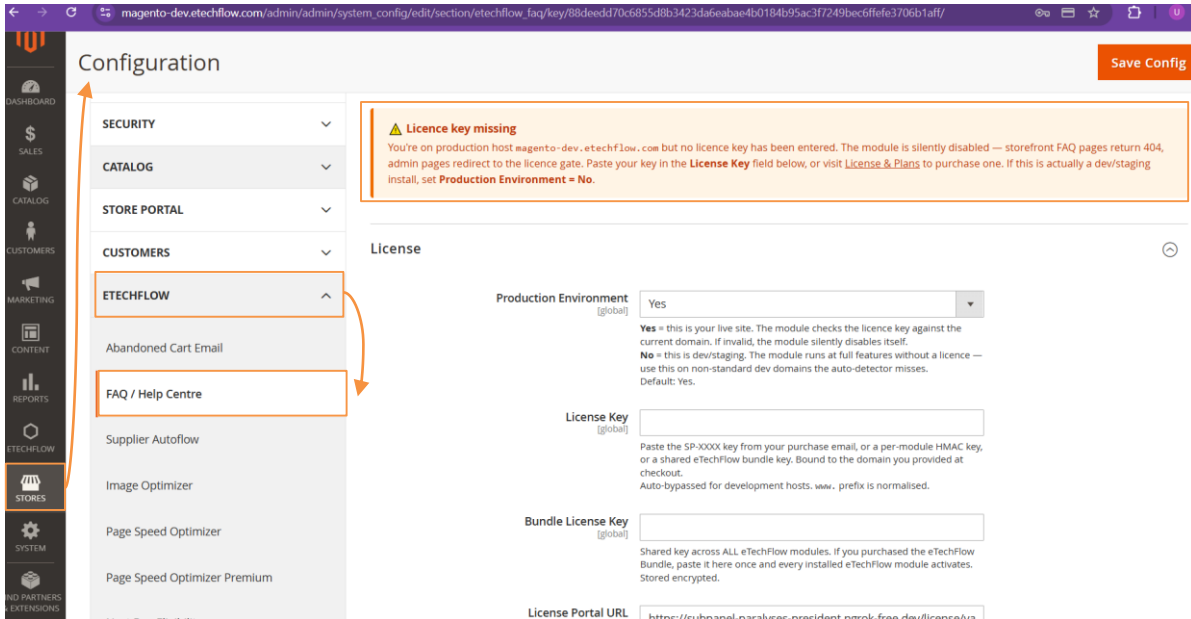 magento-dev.etechflow.com/admin/admin/system_config/edit/section/etechflow_faq/key/88deedd70c6855d8b3423da6eabae4b0184b95ac3f7249bec6ffefe3706b1aff/
U
Configuration
Save Config
DASHBOARD
SALES
CATALOG
CUSTOMERS
MARKETING
CONTENT
REPORTS
ETECHFLOW
STORES
SYSTEM
PARTNERS
EXTENSIONS
SECURITY
CATALOG
STORE PORTAL
CUSTOMERS
ETECHFLOW
Abandoned Cart Email
FAQ / Help Centre
Supplier Autoflow
Image Optimizer
Page Speed Optimizer
Page Speed Optimizer Premium
Licence key missing
You're on production host magento-dev.etechflow.com but no licence key has been entered. The module is silently disabled — storefront FAQ pages return 404,
admin pages redirect to the licence gate. Paste your key in the License Key field below, or visit License & Plans to purchase one. If this is actually a dev/staging
install, set Production Environment = No.
License
Production Environment
[global]
Yes
Yes = this is your live site. The module checks the licence key against the
current domain. If invalid, the module silently disables itself.
No = this is dev/staging. The module runs at full features without a licence —
use this on non-standard dev domains the auto-detector misses.
Default: Yes.
License Key
[global]
Paste the SP-XXXX key from your purchase email, or a per-module HMAC key,
or a shared eTechFlow bundle key. Bound to the domain you provided at
checkout.
Auto-bypassed for development hosts. www. prefix is normalised.
Bundle License Key
[global]
Shared key across ALL eTechFlow modules. If you purchased the eTechFlow
Bundle, paste it here once and every installed eTechFlow module activates.
Stored encrypted.
License Portal URL
https://subpanel-paralyses-president.ngrok-free.dev/license/va